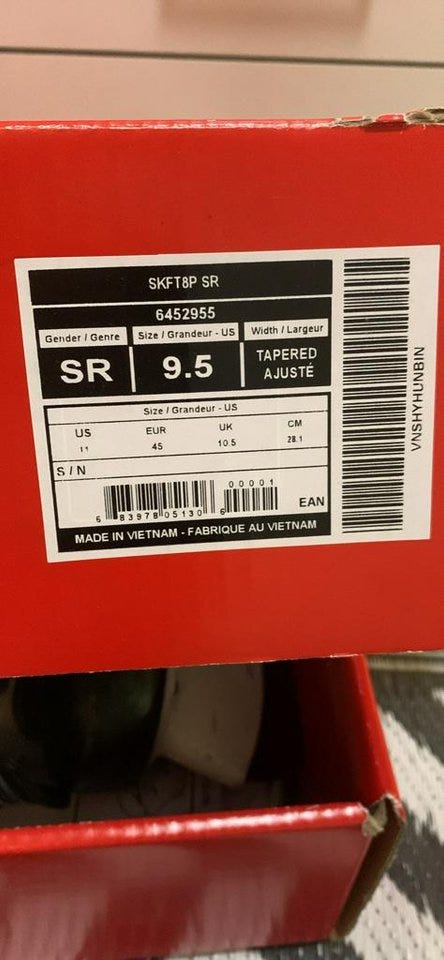 SKFT8P SR
6452955
Gender / Genre Size / Grandeur - US Width / Largeur
SR 9.5 TAPERED
AJUSTÉ
Size / Grandeur - US
US EUR UK CM
11 45 10.5 28.1
S / N
00001
6 83978 05130 6 EAN
MADE IN VIETNAM - FABRIQUE AU VIETNAM
VNSHYHUNBIN